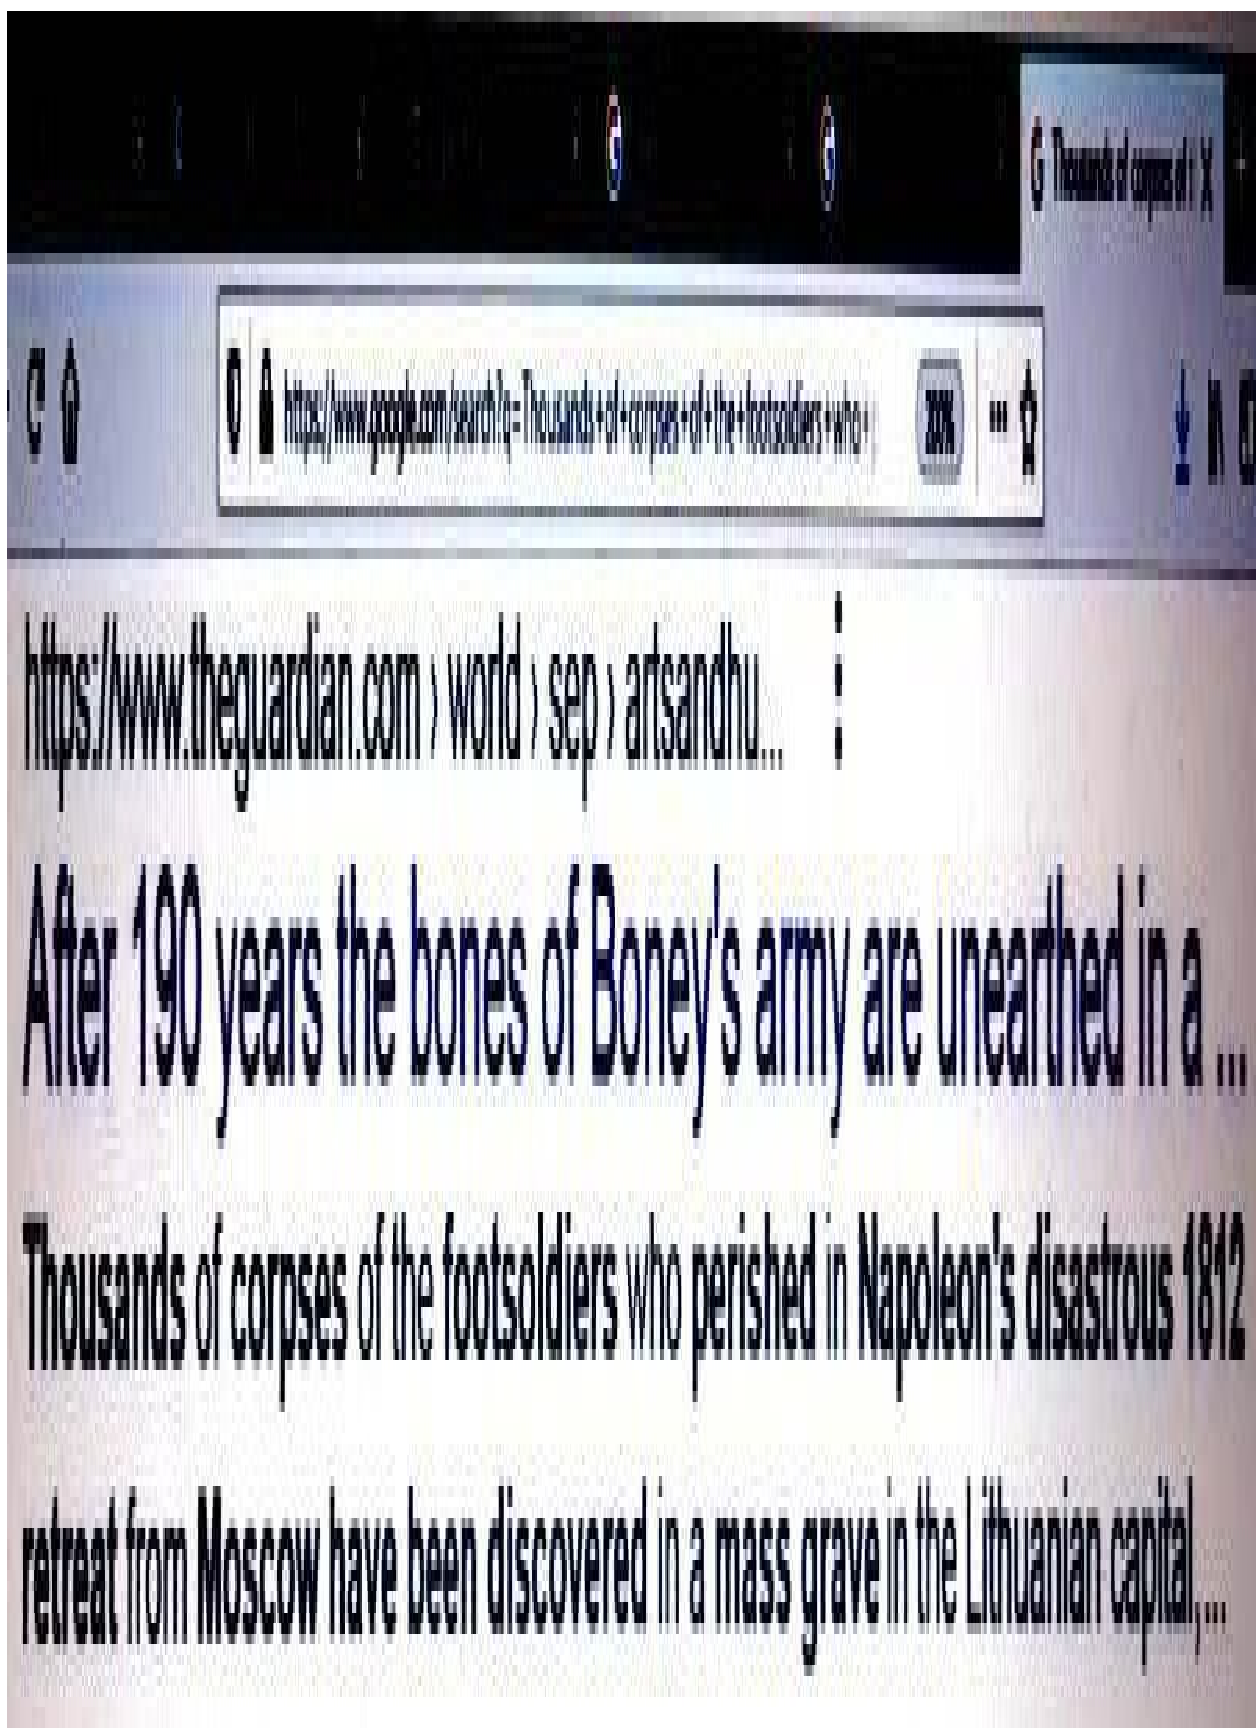 Thousands of corpses of t X
https://www.google.com/search?q=Thousands+of+corpses+of+the+footsoldiers+who+
https://www.theguardian.com › world › sep › artsandhu...
After 190 years the bones of Boney's army are unearthed in a ...
Thousands of corpses of the footsoldiers who perished in Napoleon's disastrous 1812
retreat from Moscow have been discovered in a mass grave in the Lithuanian capital, ...